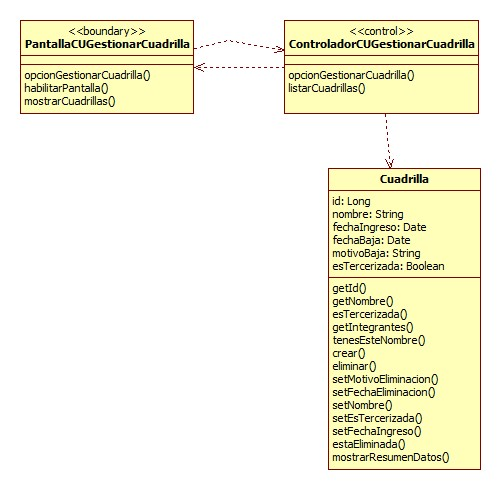 <<boundary>>
PantallaCUGestionarCuadrilla
opcionGestionarCuadrilla()
habilitarPantalla()
mostrarCuadrillas()
<<control>>
ControladorCUGestionarCuadrilla
opcionGestionarCuadrilla()
listarCuadrillas()
Cuadrilla
id: Long
nombre: String
fechaIngreso: Date
fechaBaja: Date
motivoBaja: String
esTercerizada: Boolean
getId()
getNombre()
esTercerizada()
getIntegrantes()
tenesEsteNombre()
crear()
eliminar()
setMotivoEliminacion()
setFechaEliminacion()
setNombre()
setEsTercerizada()
setFechaIngreso()
estaEliminada()
mostrarResumenDatos()